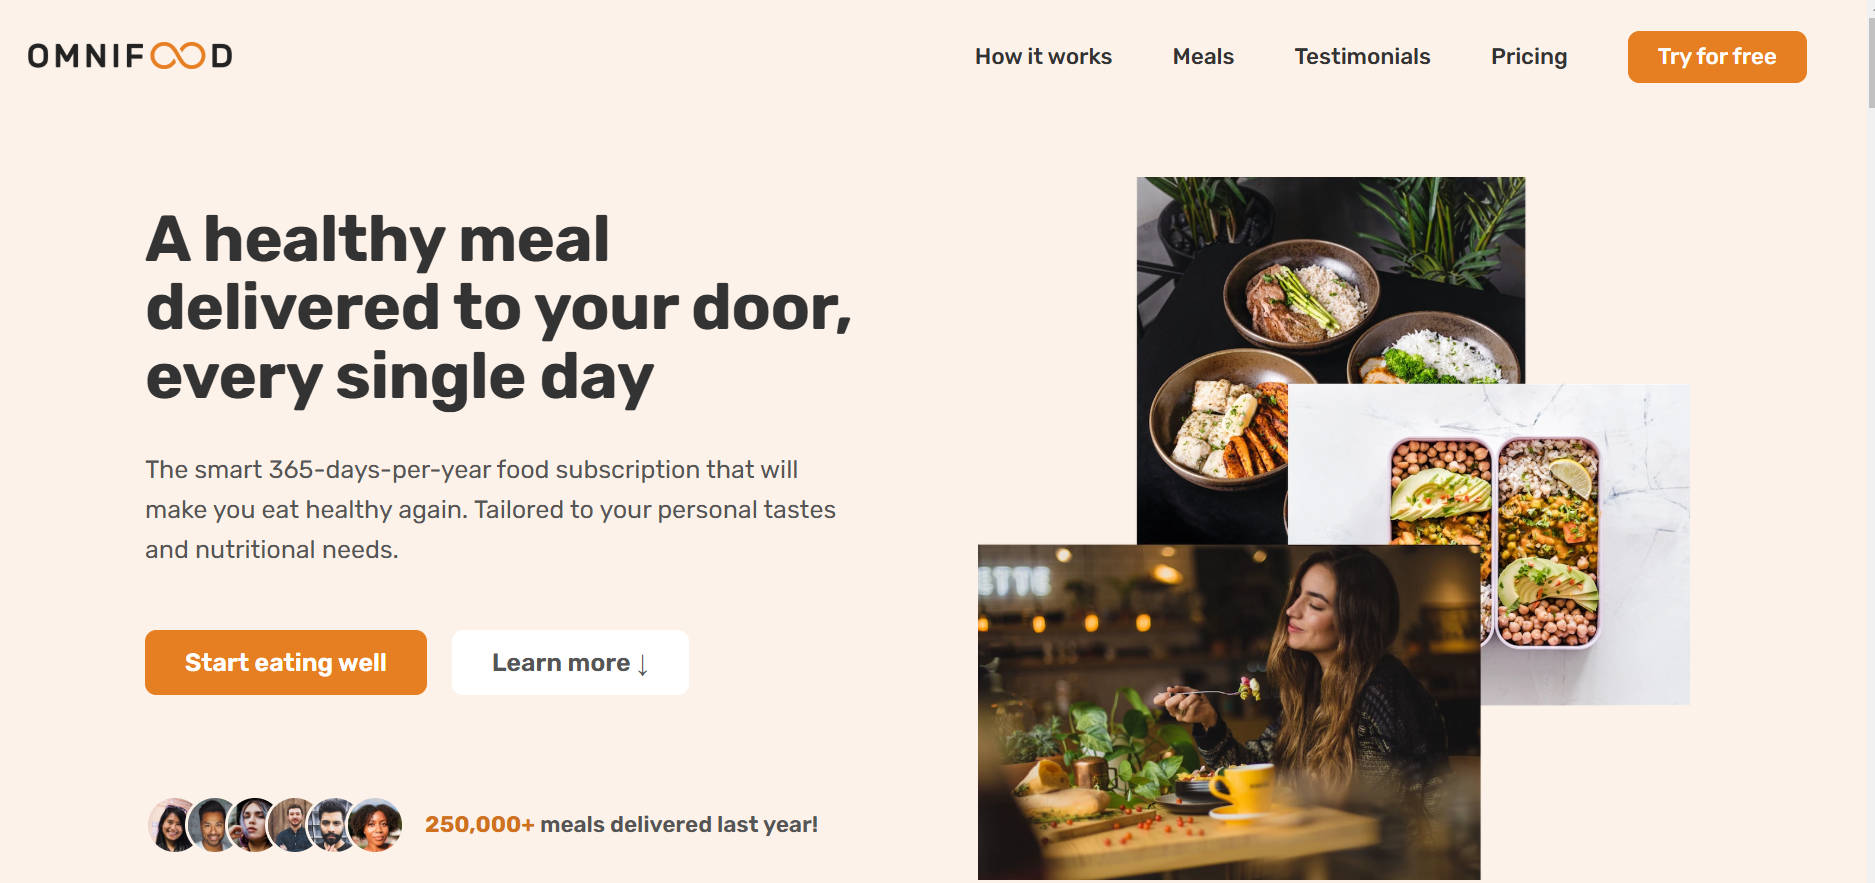 OMNIFOOD
How it works
Meals
Testimonials
Pricing
Try for free
A healthy meal
delivered to your door,
every single day
The smart 365-days-per-year food subscription that will
make you eat healthy again. Tailored to your personal tastes
and nutritional needs.
Start eating well
Learn more ↓
250,000+ meals delivered last year!
ETTE